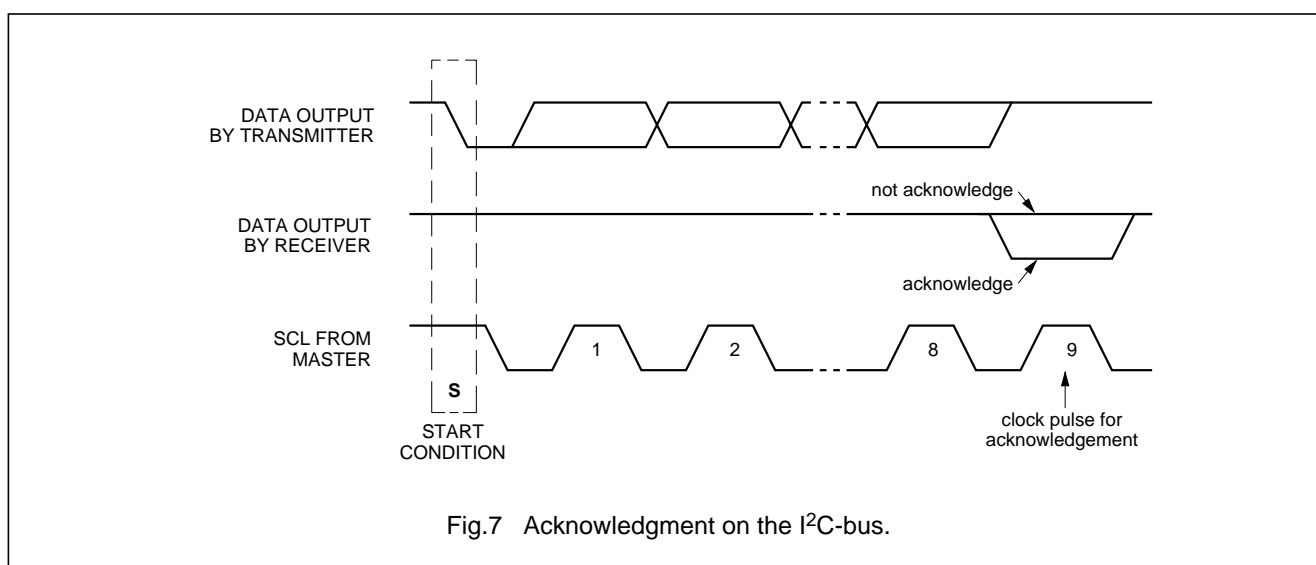 DATA OUTPUT
BY TRANSMITTER
not acknowledge
DATA OUTPUT
BY RECEIVER
acknowledge
SCL FROM
MASTER
1
2
8
9
S
START
CONDITION
clock pulse for
acknowledgement
Fig.7 Acknowledgment on the I²C-bus.